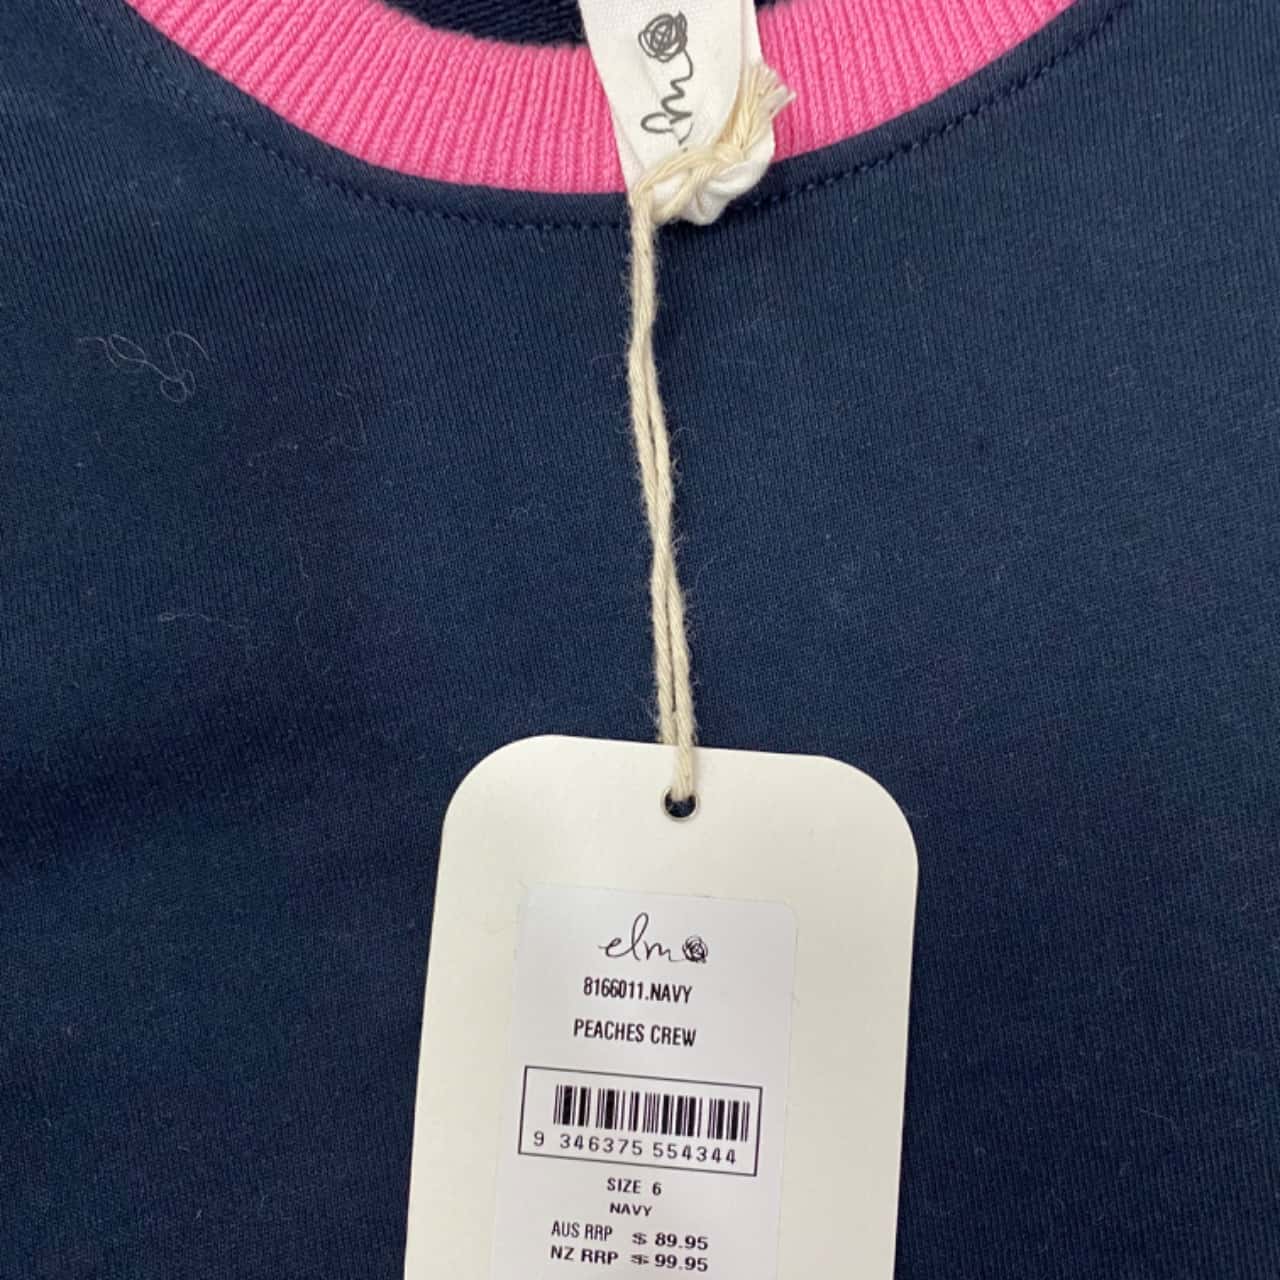 elm
elm
8166011.NAVY
PEACHES CREW
9 346375 554344
SIZE 6
NAVY
AUS RRP $ 89.95
NZ RRP $ 99.95